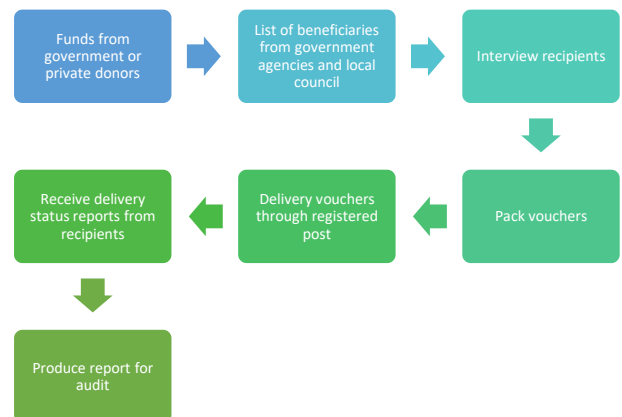 Funds from
government or
private donors
List of beneficiaries
from government
agencies and local
council
Interview recipients
Pack vouchers
Delivery vouchers
through registered
post
Receive delivery
status reports from
recipients
Produce report for
audit